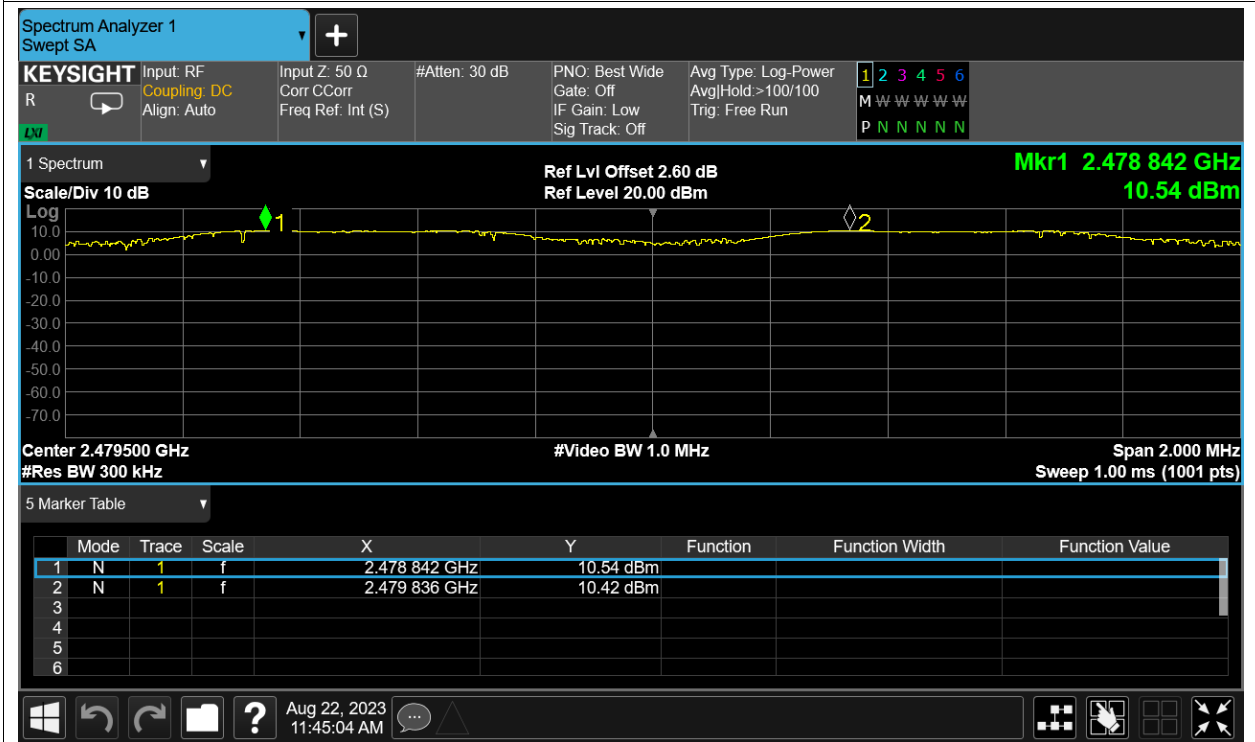 Spectrum Analyzer 1
Swept SA
+
KEYSIGHT Input: RF Input Z: 50 Ω #Atten: 30 dB PNO: Best Wide Avg Type: Log-Power 1 2 3 4 5 6
R Coupling: DC Corr CCorr Gate: Off Avg|Hold:>100/100 M W W W W W
Align: Auto Freq Ref: Int (S) IF Gain: Low Trig: Free Run
LXI Sig Track: Off P N N N N N N
1 Spectrum Ref Lvl Offset 2.60 dB Mkr1 2.478 842 GHz
Scale/Div 10 dB Ref Level 20.00 dBm 10.54 dBm
Log
1 2
10.0
0.00
-10.0
-20.0
-30.0
-40.0
-50.0
-60.0
-70.0
Center 2.479500 GHz #Video BW 1.0 MHz Span 2.000 MHz
#Res BW 300 kHz Sweep 1.00 ms (1001 pts)
5 Marker Table
Mode Trace Scale X Y Function Function Width Function Value
1 N 1 f 2.478 842 GHz 10.54 dBm
2 N 1 f 2.479 836 GHz 10.42 dBm
3
4
5
6
? Aug 22, 2023
11:45:04 AM